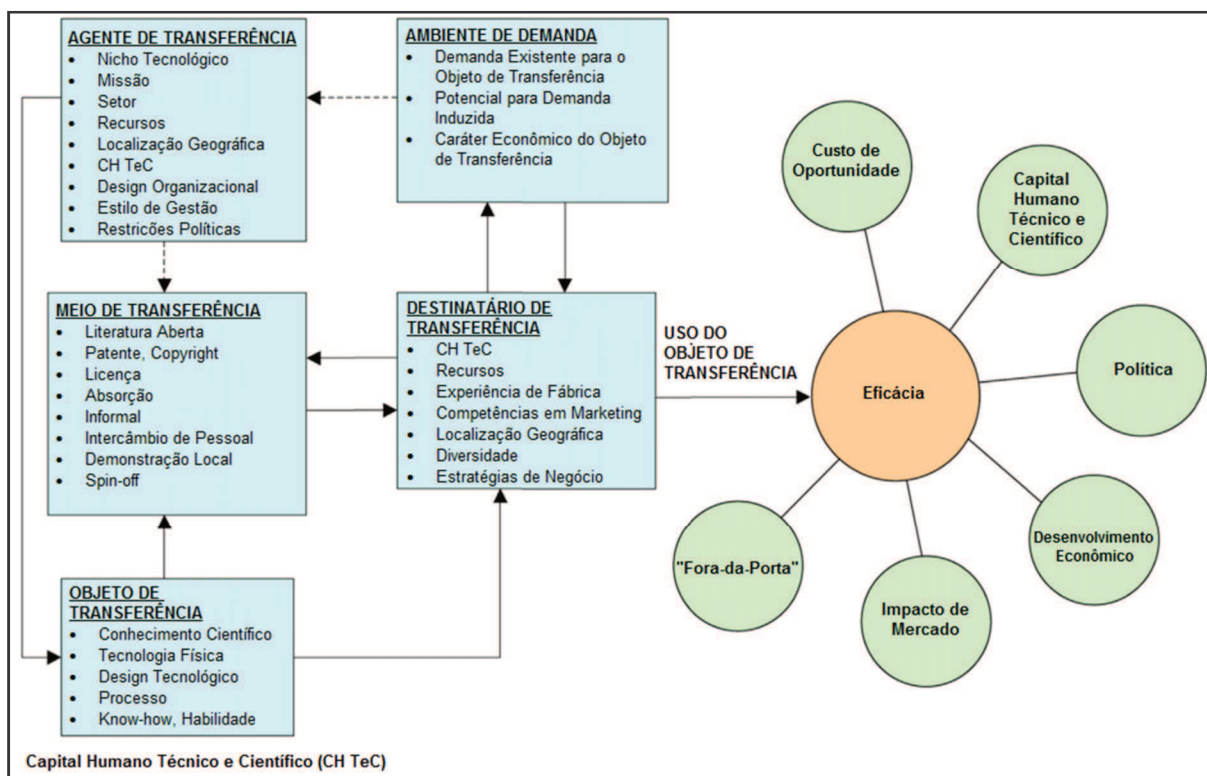 AGENTE DE TRANSFERÊNCIA
• Nicho Tecnológico
• Missão
• Setor
• Recursos
• Localização Geográfica
• CH TeC
• Design Organizacional
• Estilo de Gestão
• Restricões Políticas
AMBIENTE DE DEMANDA
• Demanda Existente para o
Objeto de Transferência
• Potencial para Demanda
Induzida
• Caráter Econômico do Objeto
de Transferência
MEIO DE TRANSFERÊNCIA
• Literatura Aberta
• Patente, Copyright
• Licença
• Absorção
• Informal
• Intercâmbio de Pessoal
• Demonstração Local
• Spin-off
DESTINATÁRIO DE
TRANSFERÊNCIA
• CH TeC
• Recursos
• Experiência de Fábrica
• Competências em Marketing
• Localização Geográfica
• Diversidade
• Estratégias de Negócio
OBJETO DE
TRANSFERÊNCIA
• Conhecimento Científico
• Tecnologia Física
• Design Tecnológico
• Processo
• Know-how, Habilidade
USO DO
OBJETO DE
TRANSFERÊNCIA
Eficácia
Custo de
Oportunidade
Capital
Humano
Técnico e
Científico
Política
Desenvolvimento
Econômico
Impacto de
Mercado
"Fora-da-Porta"
Capital Humano Técnico e Científico (CH TeC)